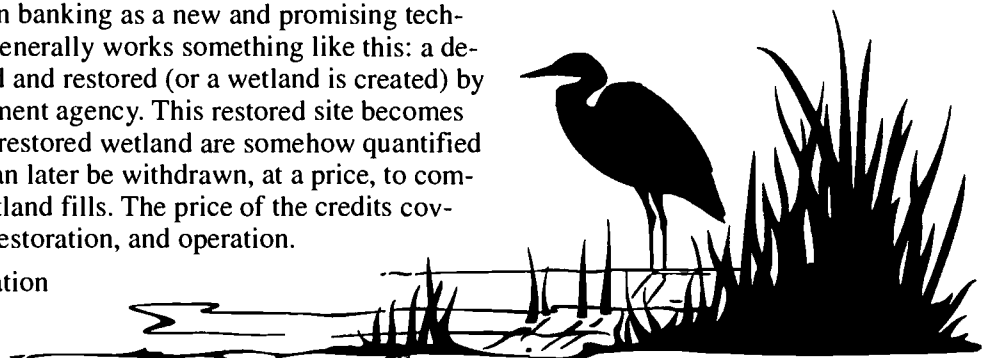 n banking as a new and promising tech-
enerally works something like this: a de-
d and restored (or a wetland is created) by
ment agency. This restored site becomes
restored wetland are somehow quantified
an later be withdrawn, at a price, to com-
tland fills. The price of the credits cov-
estoration, and operation.
ation